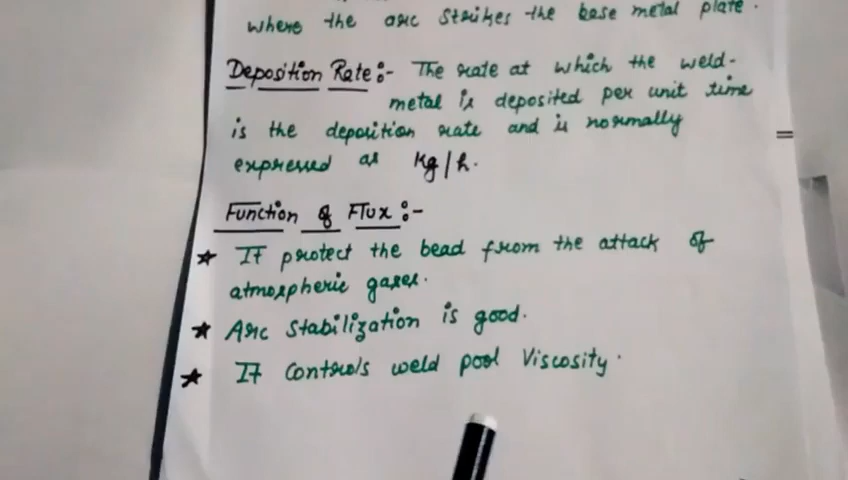 where the arc strikes the base metal plate.
Deposition Rate:- The rate at which the weld-
metal is deposited per unit time
is the deposition rate and is normally
expressed as kg/h.
Function of Flux:-
★ It protect the bead from the attack of
atmospheric gases.
★ Arc Stabilization is good.
★ It Controls weld pool Viscosity.